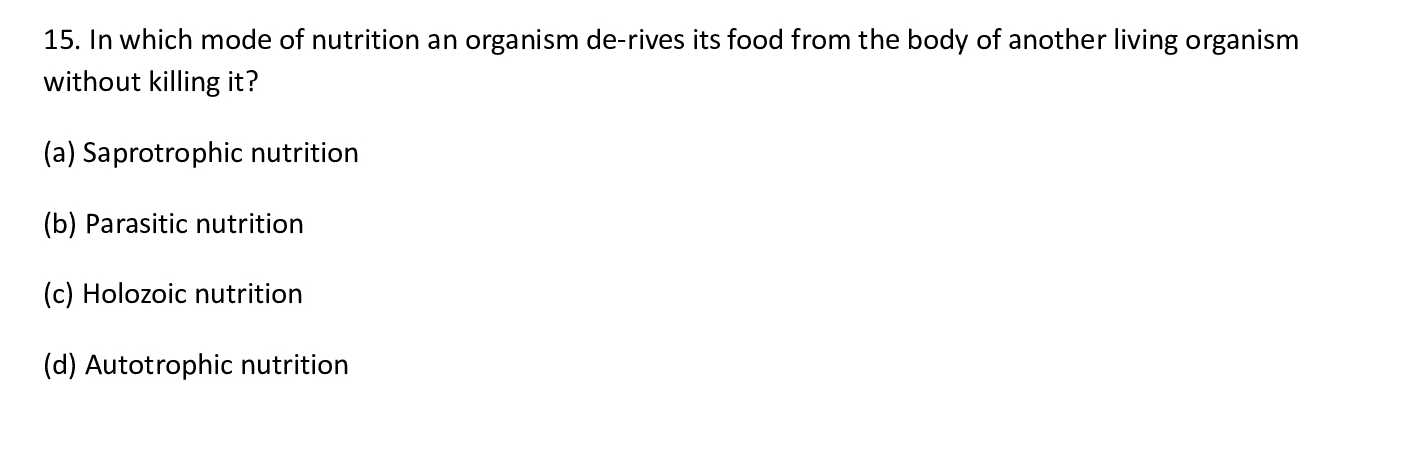 15. In which mode of nutrition an organism de-rives its food from the body of another living organism
without killing it?
(a) Saprotrophic nutrition
(b) Parasitic nutrition
(c) Holozoic nutrition
(d) Autotrophic nutrition